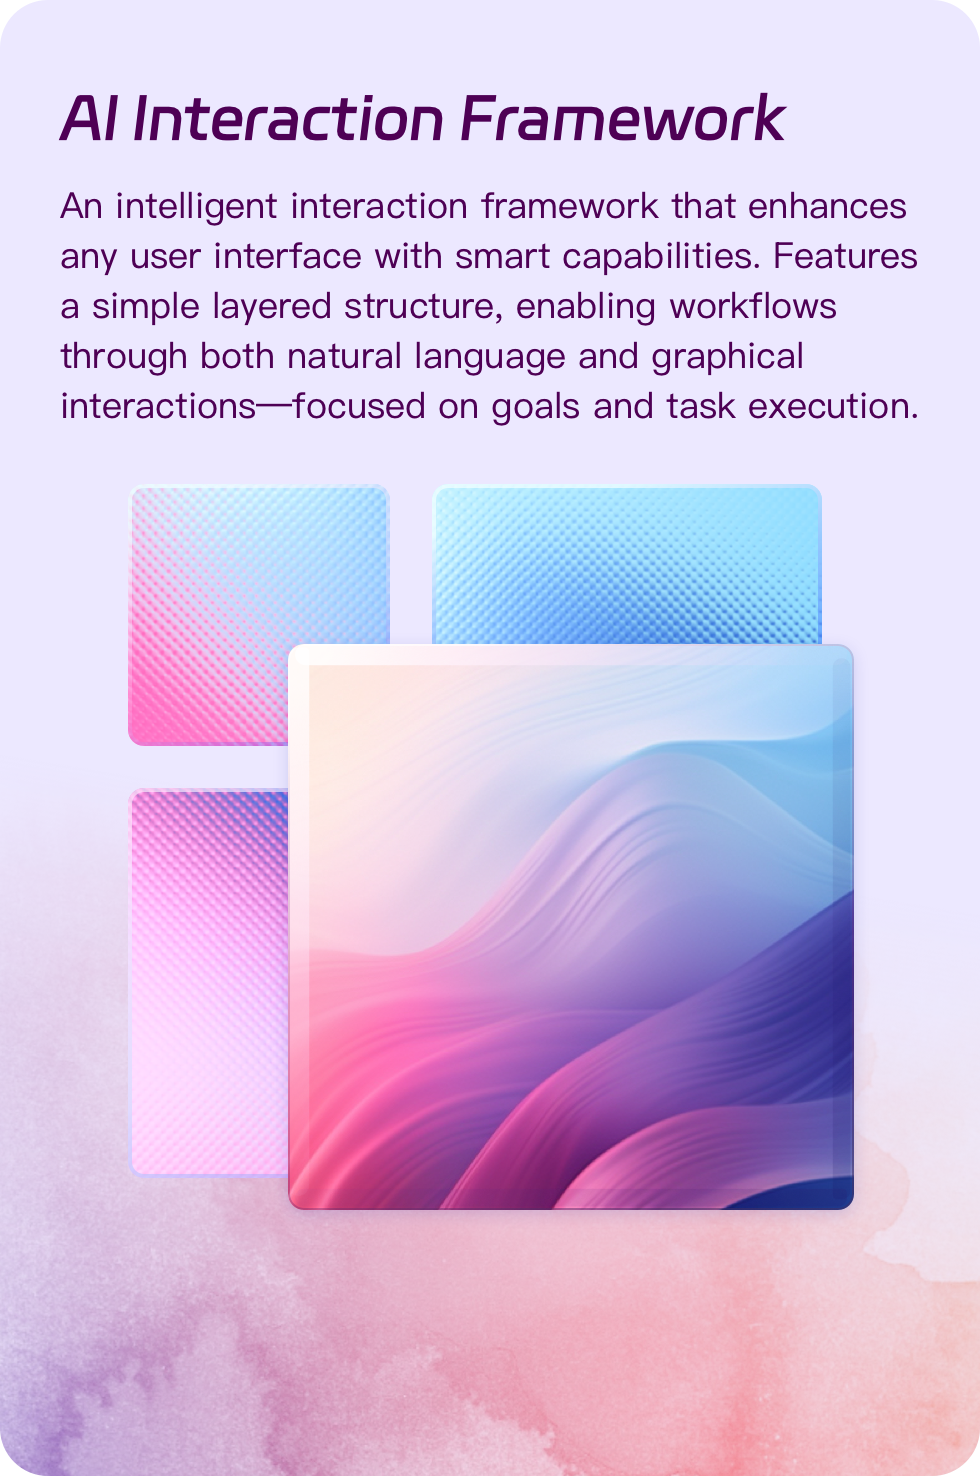 AI Interaction Framework
An intelligent interaction framework that enhances
any user interface with smart capabilities. Features
a simple layered structure, enabling workflows
through both natural language and graphical
interactions—focused on goals and task execution.